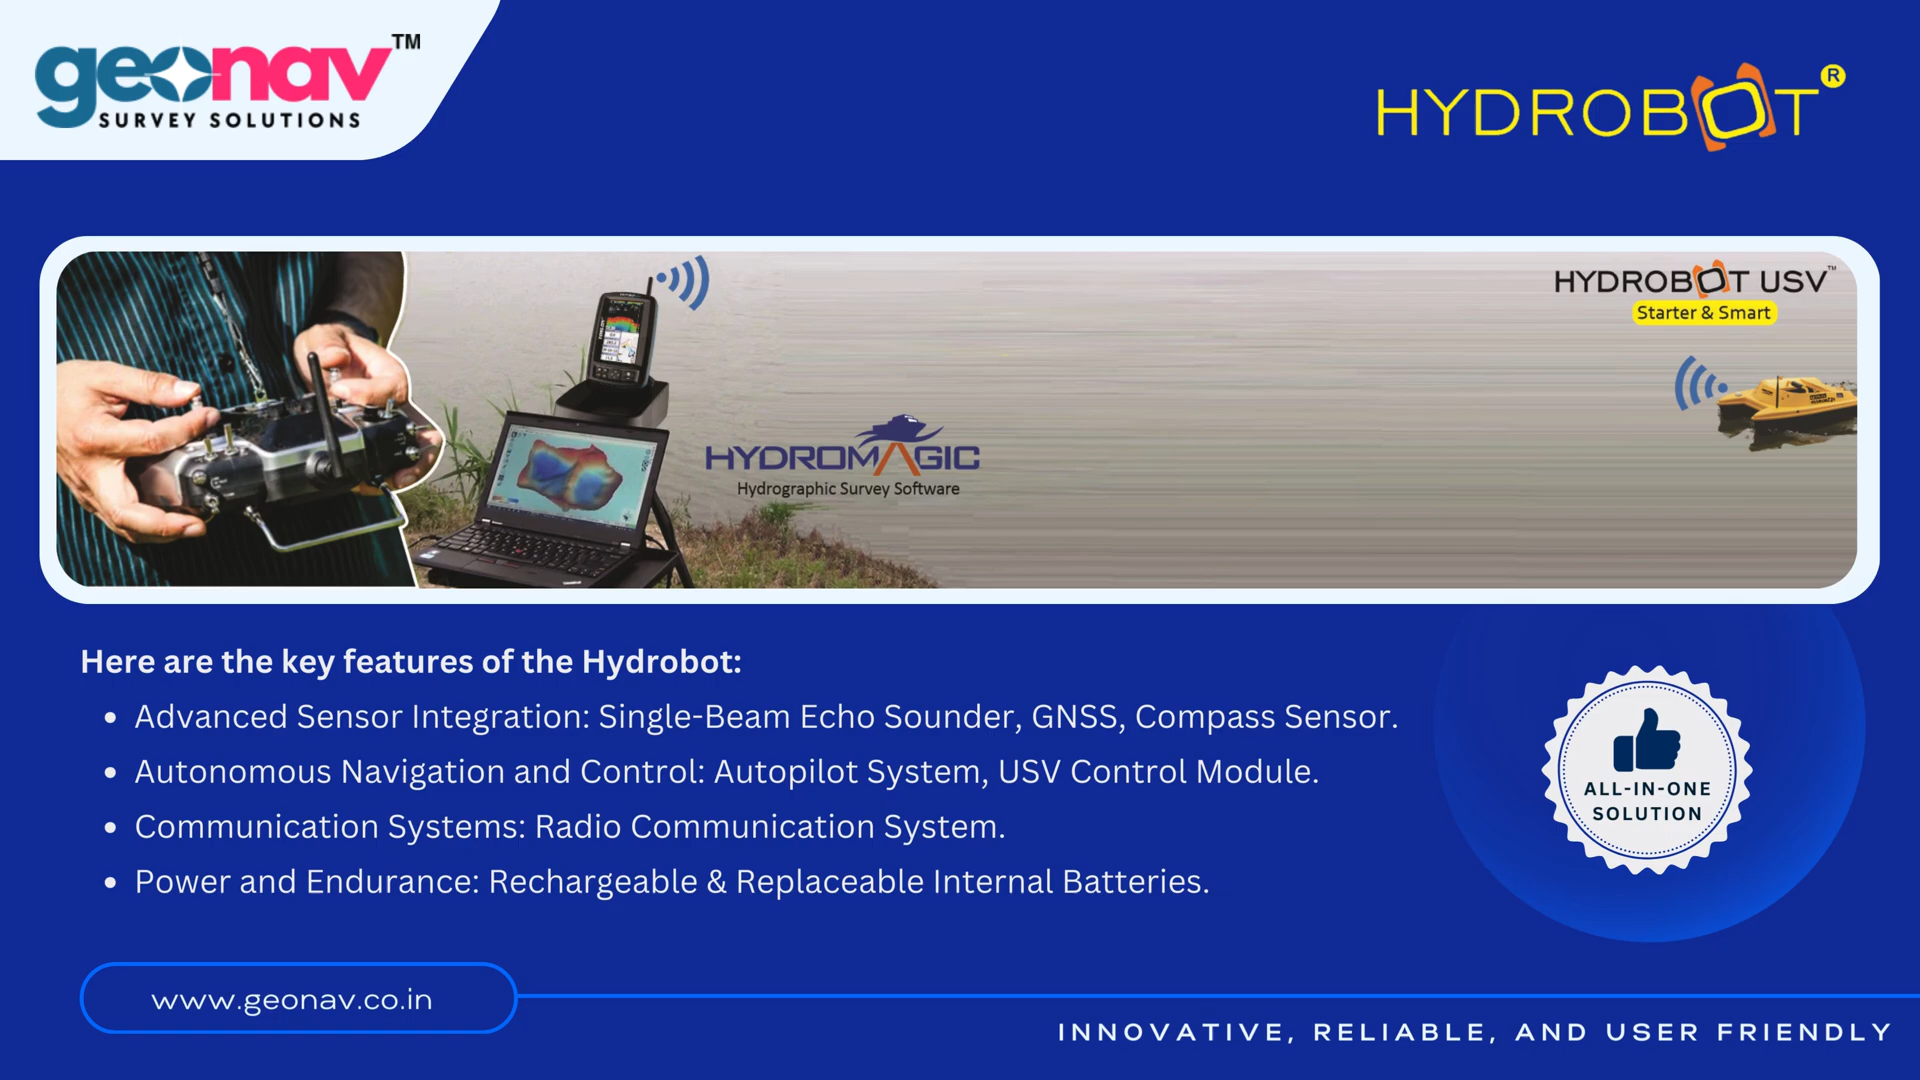 geonav™
SURVEY SOLUTIONS
HYDROBOT®
HYDROBOT USV™
Starter & Smart
HYDROMAGIC
Hydrographic Survey Software
Here are the key features of the Hydrobot:
• Advanced Sensor Integration: Single-Beam Echo Sounder, GNSS, Compass Sensor.
• Autonomous Navigation and Control: Autopilot System, USV Control Module.
• Communication Systems: Radio Communication System.
• Power and Endurance: Rechargeable & Replaceable Internal Batteries.
ALL-IN-ONE
SOLUTION
www.geonav.co.in
INNOVATIVE, RELIABLE, AND USER FRIENDLY